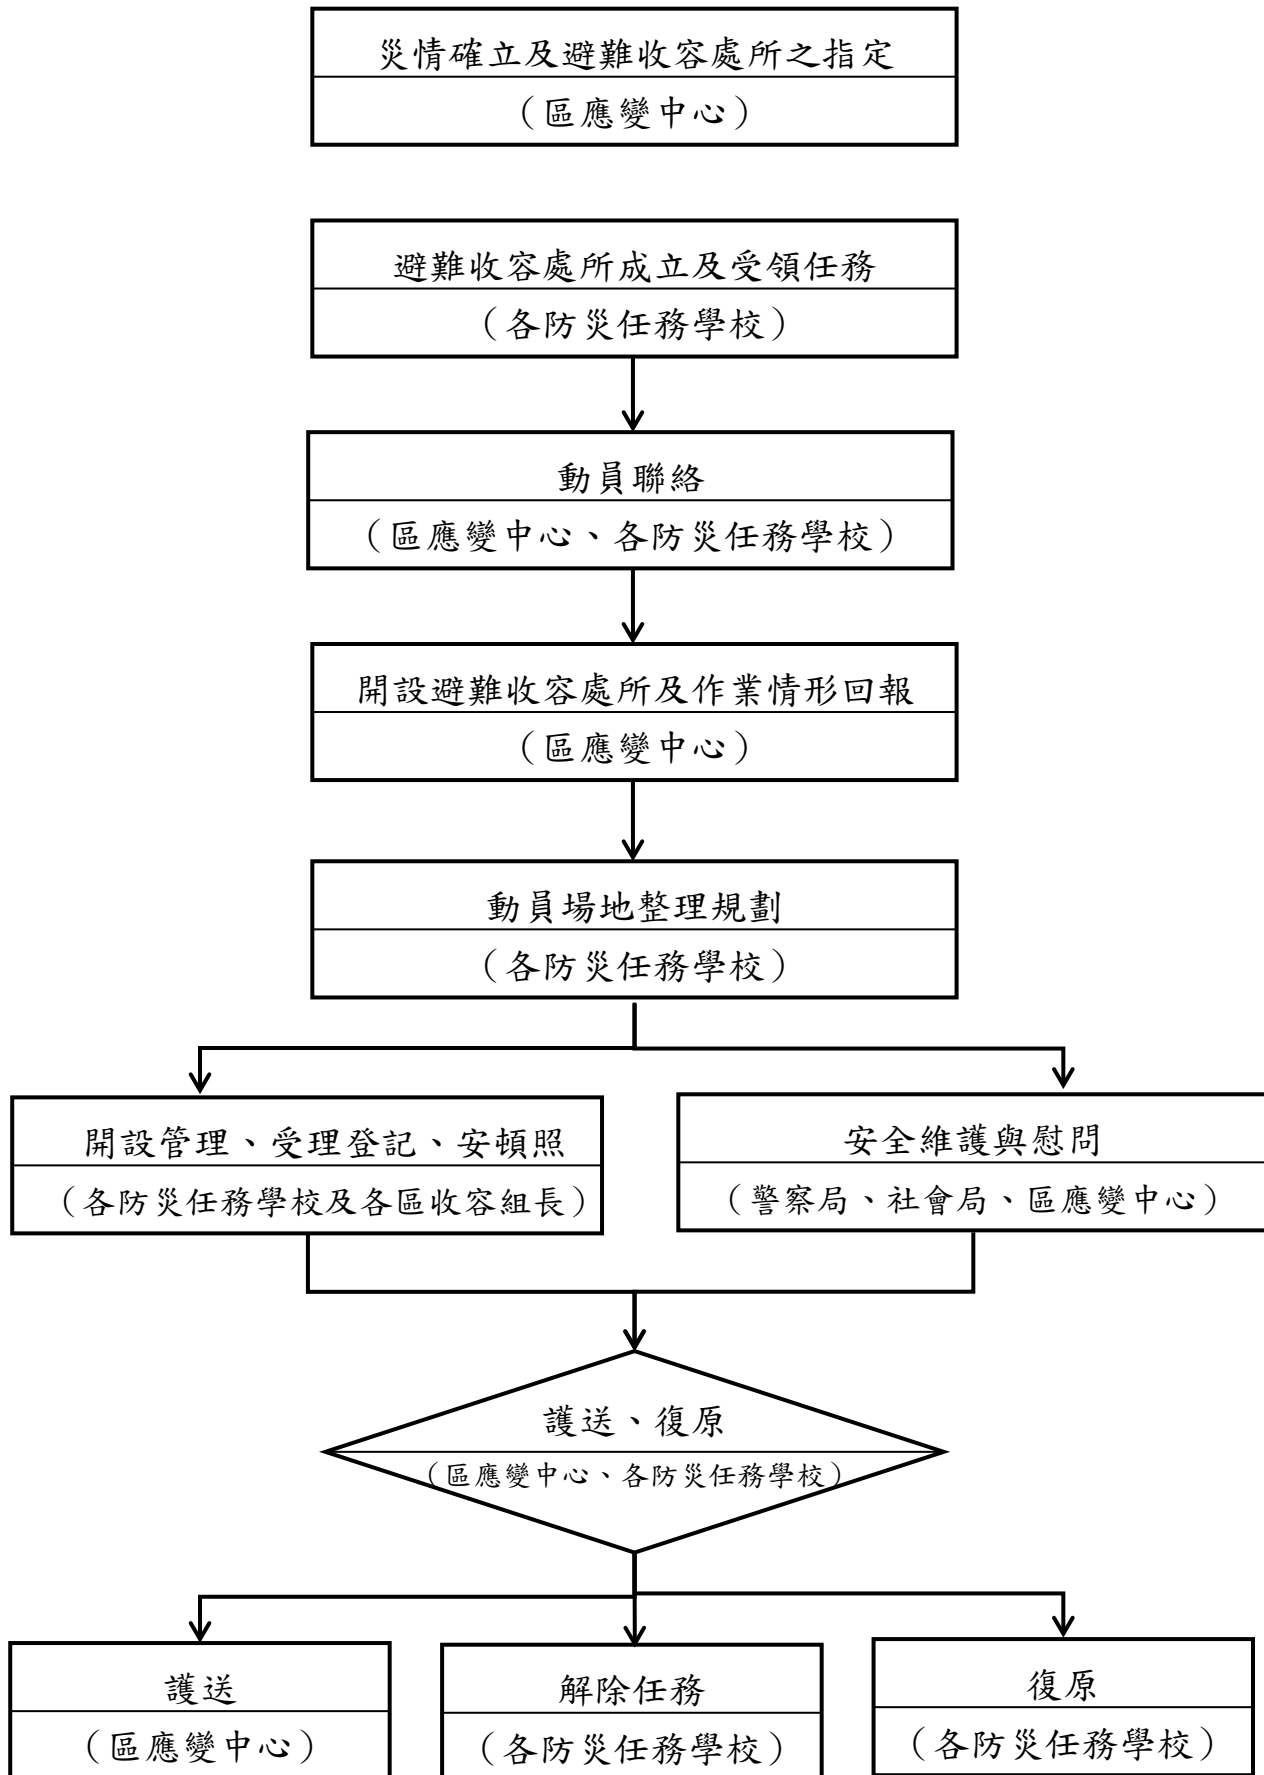 災情確立及避難收容處所之指定
（區應變中心）
避難收容處所成立及受領任務
（各防災任務學校）
動員聯絡
（區應變中心、各防災任務學校）
開設避難收容處所及作業情形回報
（區應變中心）
動員場地整理規劃
（各防災任務學校）
開設管理、受理登記、安頓照
（各防災任務學校及各區收容組長）
安全維護與慰問
（警察局、社會局、區應變中心）
護送、復原
（區應變中心、各防災任務學校）
護送
（區應變中心）
解除任務
（各防災任務學校）
復原
（各防災任務學校）